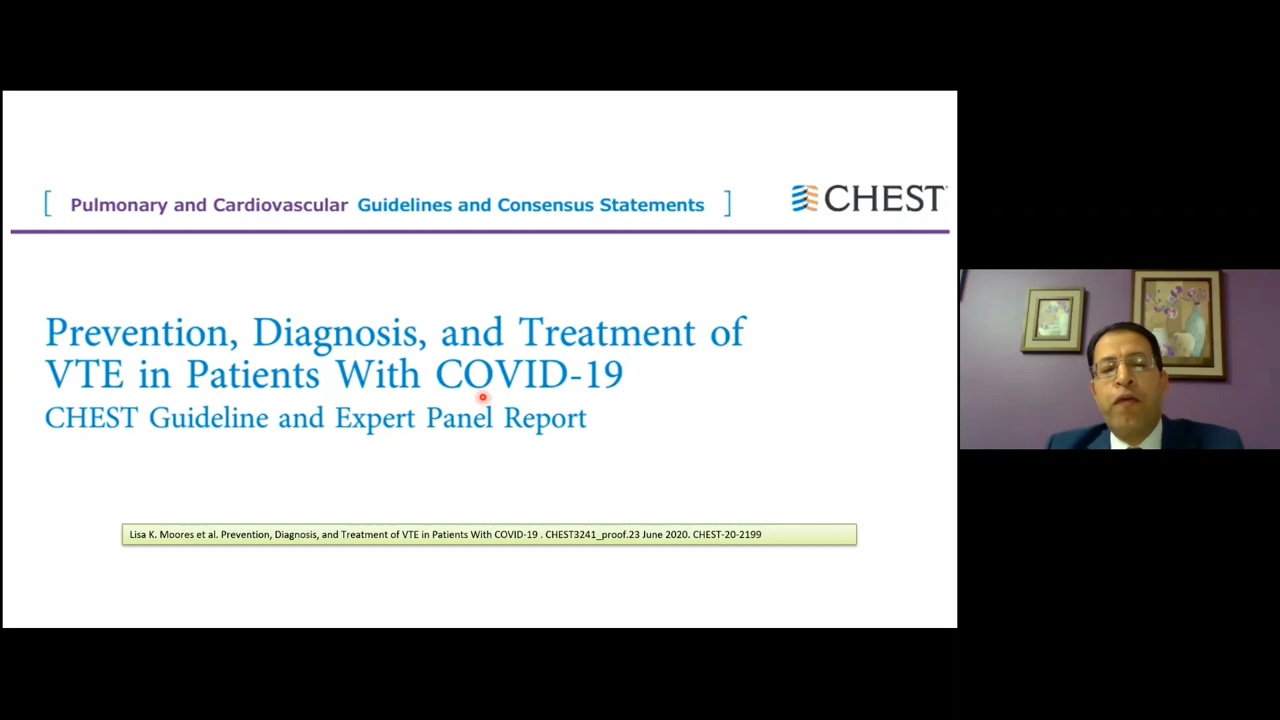 [ Pulmonary and Cardiovascular Guidelines and Consensus Statements ]
CHEST
Prevention, Diagnosis, and Treatment of
VTE in Patients With COVID-19
CHEST Guideline and Expert Panel Report
Lisa K. Moores et al. Prevention, Diagnosis, and Treatment of VTE in Patients With COVID-19 . CHEST3241_proof.23 June 2020. CHEST-20-2199